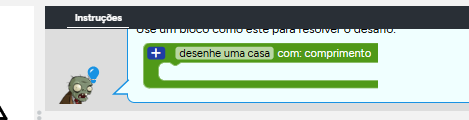 Instruções
Use um bloco como este para resolver o desafio.
+ desenhe uma casa com: comprimento